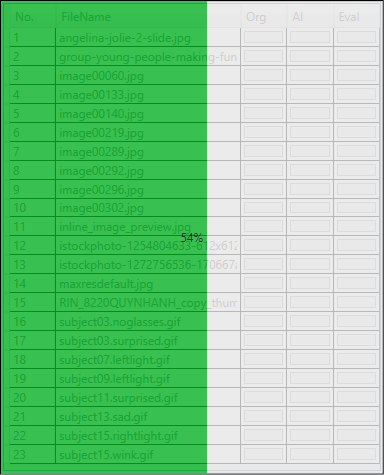 No. FileName Org AI Eval
1 angelina-jolie-2-slide.jpg
2 group-young-people-making-fun
3 image00060.jpg
4 image00133.jpg
5 image00140.jpg
6 image00219.jpg
7 image00289.jpg
8 image00292.jpg
9 image00296.jpg
10 image00302.jpg
11 inline_image_preview.jpg
54%
12 istockphoto-1254804633-612x612
13 istockphoto-1272756536-170667a
14 maxresdefault.jpg
15 RIN_8220QUYNHANH_copy_thum
16 subject03.noglasses.gif
17 subject03.surprised.gif
18 subject07.leftlight.gif
19 subject09.leftlight.gif
20 subject11.surprised.gif
21 subject13.sad.gif
22 subject15.rightlight.gif
23 subject15.wink.gif